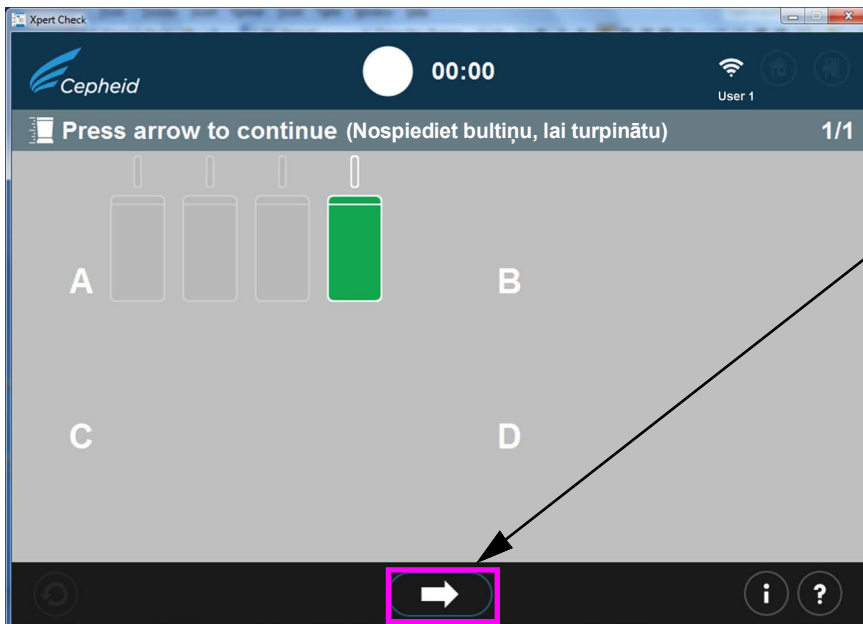 Xpert Check
Cepheid
00:00
User 1
Press arrow to continue (Nospiediet bultiņu, lai turpinātu)
1/1
A
B
C
D
i
?